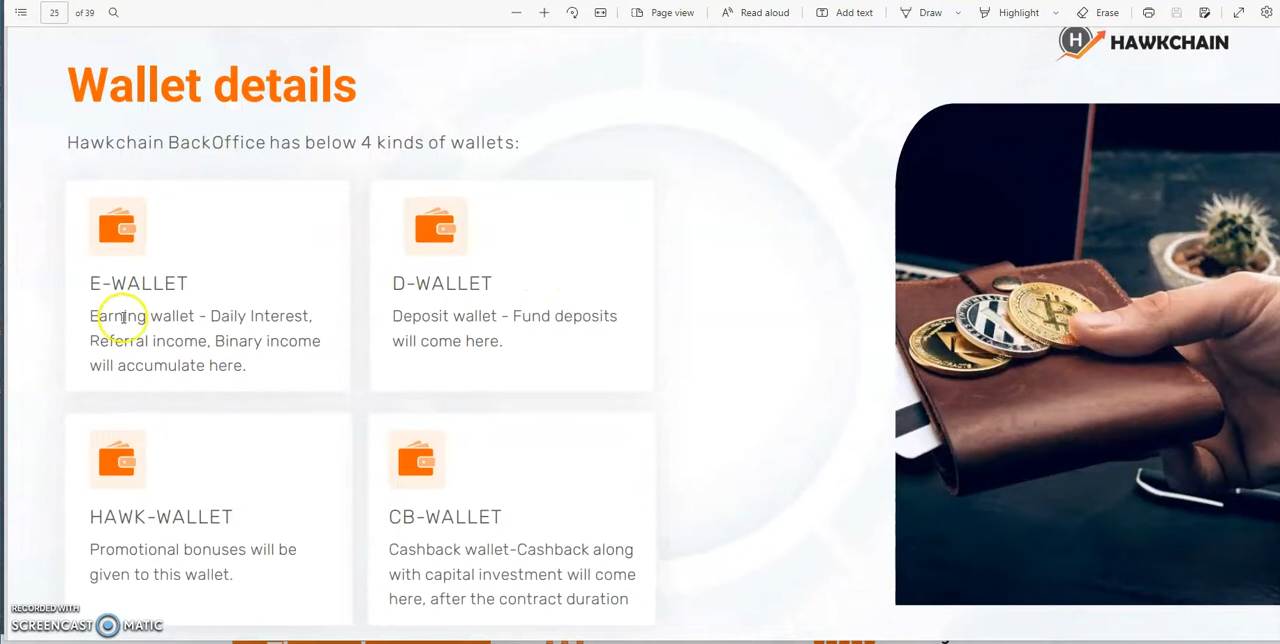 25 of 39
Page view
Read aloud
Add text
Draw
Highlight
Erase
H HAWKCHAIN
Wallet details
Hawkchain BackOffice has below 4 kinds of wallets:
E-WALLET
Earning wallet - Daily Interest,
Referral income, Binary income
will accumulate here.
D-WALLET
Deposit wallet - Fund deposits
will come here.
HAWK-WALLET
Promotional bonuses will be
given to this wallet.
CB-WALLET
Cashback wallet-Cashback along
with capital investment will come
here, after the contract duration
RECORDED WITH
SCREENCAST MATIC